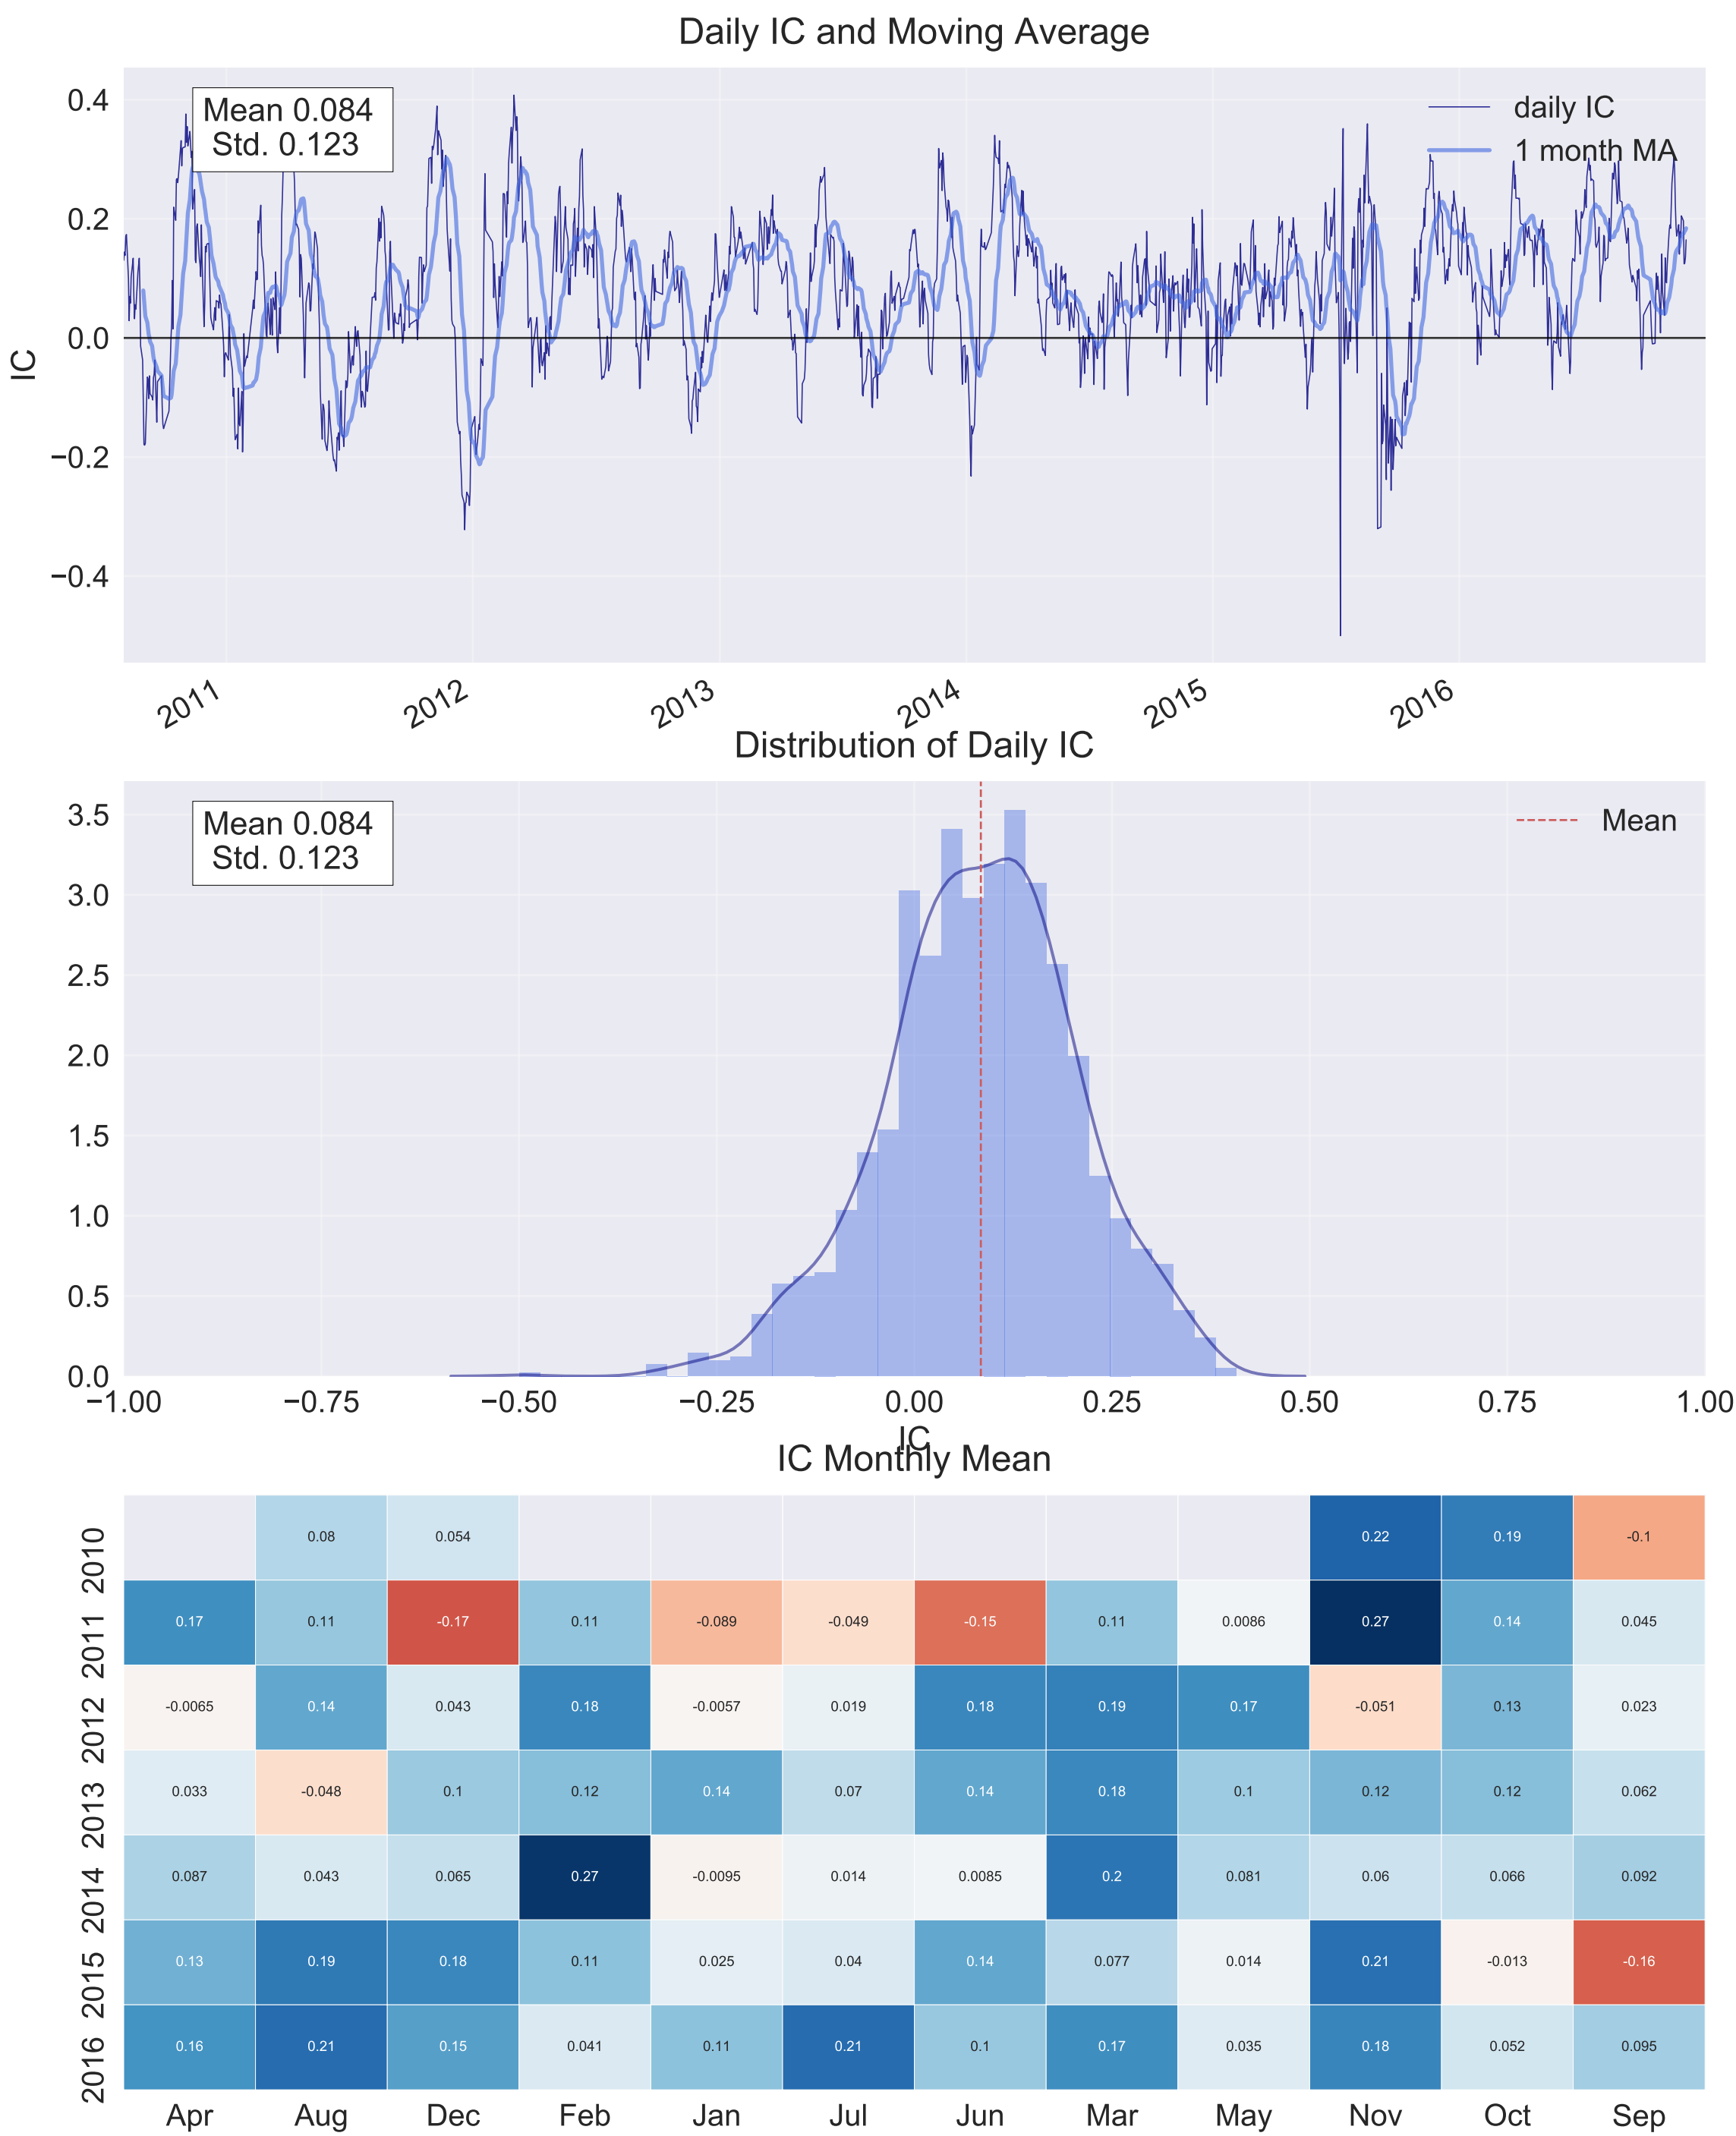 Daily IC and Moving Average
Mean 0.084
Std. 0.123
daily IC
1 month MA
IC
0.4
0.2
0.0
−0.2
−0.4
2011 2012 2013 2014 2015 2016
Distribution of Daily IC
Mean 0.084
Std. 0.123
Mean
3.5
3.0
2.5
2.0
1.5
1.0
0.5
0.0
−1.00 −0.75 −0.50 −0.25 0.00 0.25 0.50 0.75 1.00
IC
IC Monthly Mean
2010 0.08 0.054 0.22 0.19 -0.1
2011 0.17 0.11 -0.17 0.11 -0.089 -0.049 -0.15 0.11 0.0086 0.27 0.14 0.045
2012 -0.0065 0.14 0.043 0.18 -0.0057 0.019 0.18 0.19 0.17 -0.051 0.13 0.023
2013 0.033 -0.048 0.1 0.12 0.14 0.07 0.14 0.18 0.1 0.12 0.12 0.062
2014 0.087 0.043 0.065 0.27 -0.0095 0.014 0.0085 0.2 0.081 0.06 0.066 0.092
2015 0.13 0.19 0.18 0.11 0.025 0.04 0.14 0.077 0.014 0.21 -0.013 -0.16
2016 0.16 0.21 0.15 0.041 0.11 0.21 0.1 0.17 0.035 0.18 0.052 0.095
Apr Aug Dec Feb Jan Jul Jun Mar May Nov Oct Sep